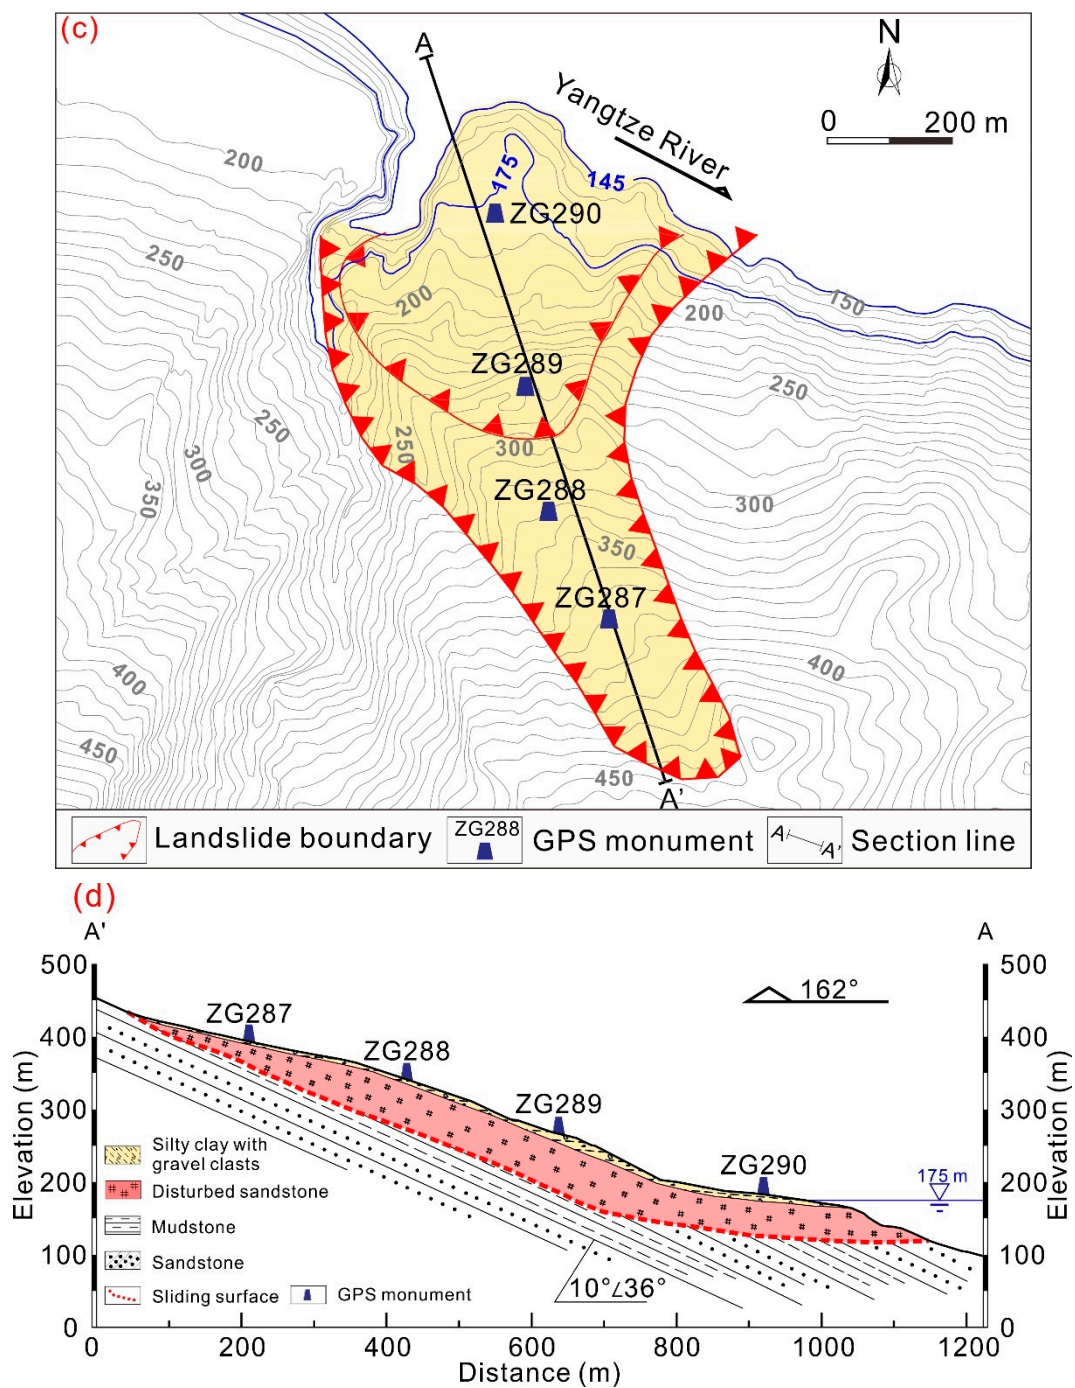 (c)
A
N
Yangtze River
0 200 m
200
175
145
ZG290
250
150
200
200
ZG289
250
250
250
300
300
ZG288
300
350
350
ZG287
400
400
450
450
A'
ZG288
A A'
Landslide boundary
GPS monument
Section line
(d)
A' A
500 500
162°
ZG287
400 400
ZG288
300 300
ZG289
Silty clay with
gravel clasts
ZG290
175 m
Disturbed sandstone
200 200
Mudstone
Sandstone
100 100
10°∠36°
Sliding surface
GPS monument
0 0
Elevation (m)
Elevation (m)
0 200 400 600 800 1000 1200
Distance (m)